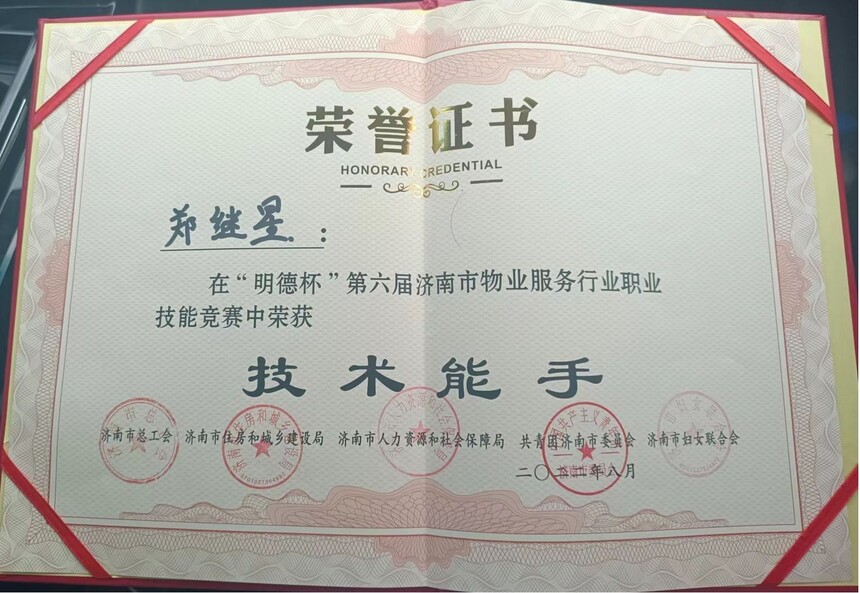 荣誉证书
HONORARY CREDENTIAL
郑继星：
在“明德杯”第六届济南市物业服务行业职业
技能竞赛中荣获
技术能手
济南市总工会 济南市住房和城乡建设局 济南市人力资源和社会保障局 共青团济南市委员会 济南市妇女联合会
二〇二二年八月